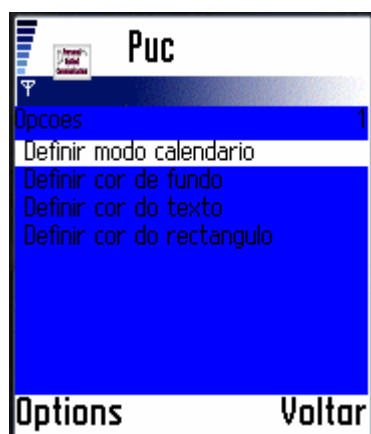 Puc
Opcoes 1
Definir modo calendario
Definir cor de fundo
Definir cor do texto
Definir cor do rectangulo
Options Voltar